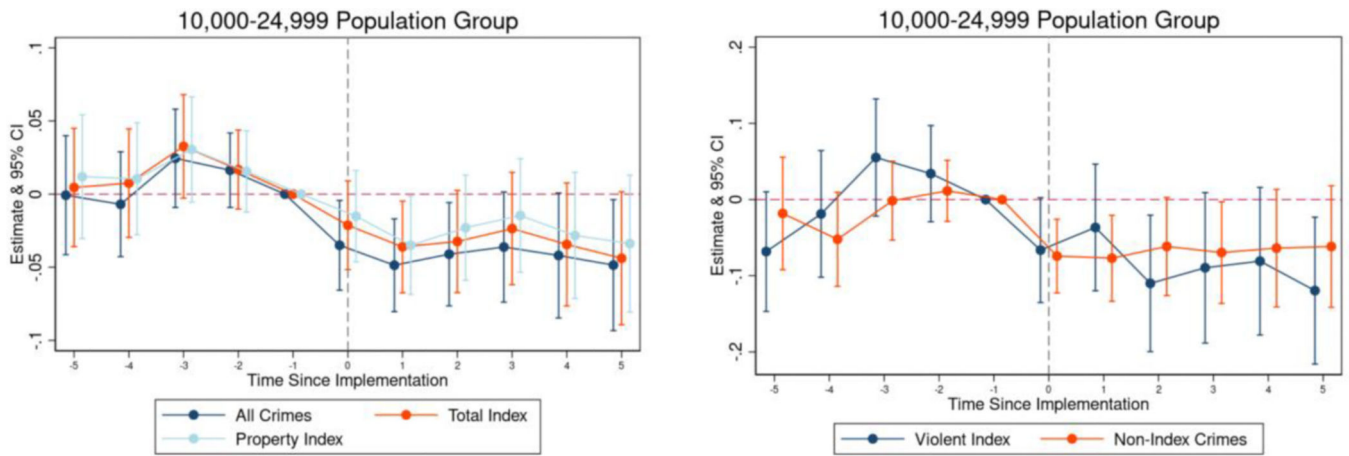 10,000-24,999 Population Group
.1
.05
0
-.05
-.1
Estimate & 95% CI
-5 -4 -3 -2 -1 0 1 2 3 4 5
Time Since Implementation
All Crimes Total Index
Property Index
10,000-24,999 Population Group
.2
.1
0
-.1
-.2
Estimate & 95% CI
-5 -4 -3 -2 -1 0 1 2 3 4 5
Time Since Implementation
Violent Index Non-Index Crimes